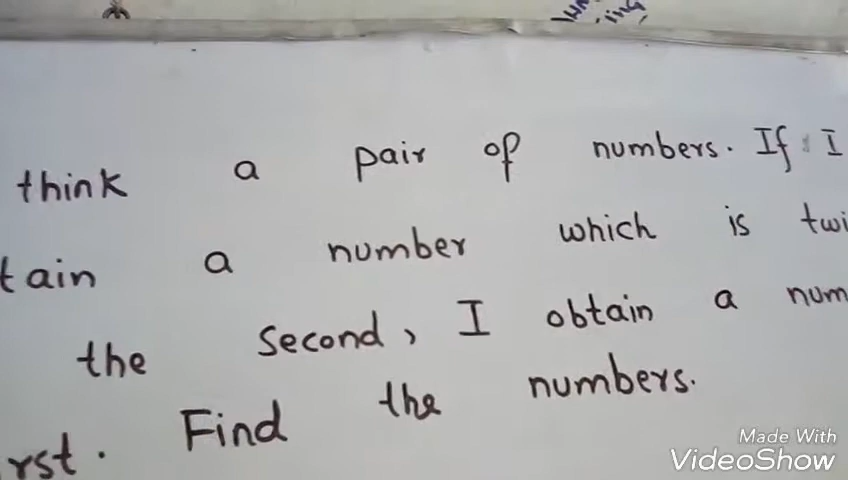 think a pair of numbers. If I
tain a number which is twi
the second, I obtain a num
rst. Find the numbers.
Made With
VideoShow